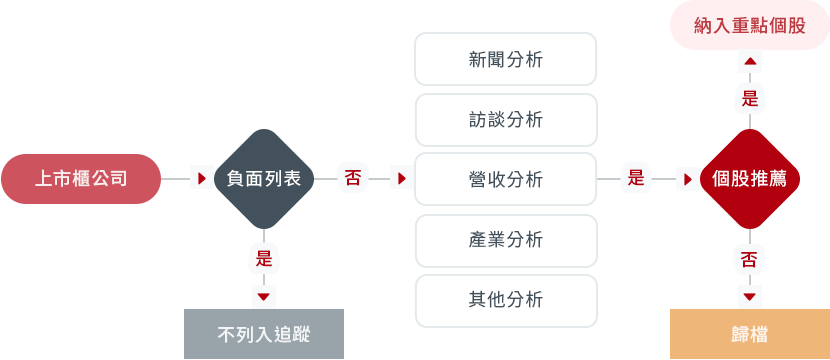 納入重點個股
新聞分析
是
訪談分析
上市櫃公司
負面列表
否
營收分析
是
個股推薦
產業分析
是
否
其他分析
不列入追蹤
歸檔